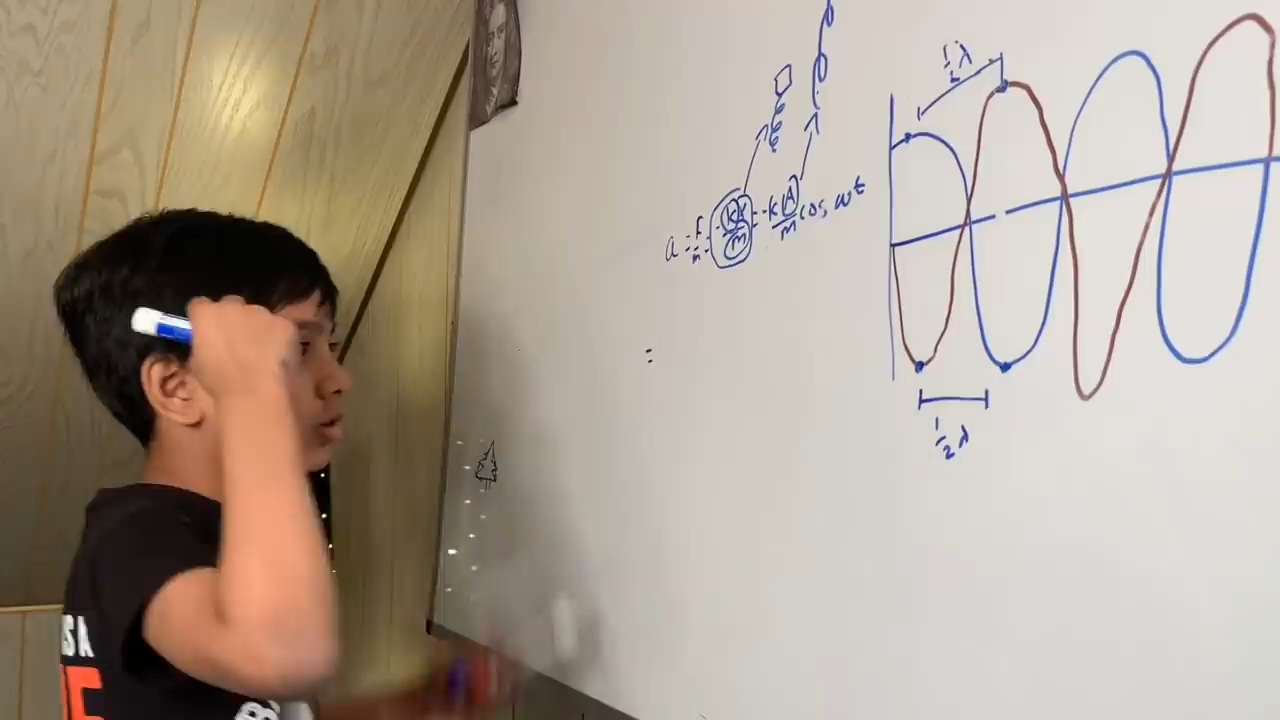 1/2 λ
a = F/m = -kx/m = -kA/m cos ωt
=
1/2 λ